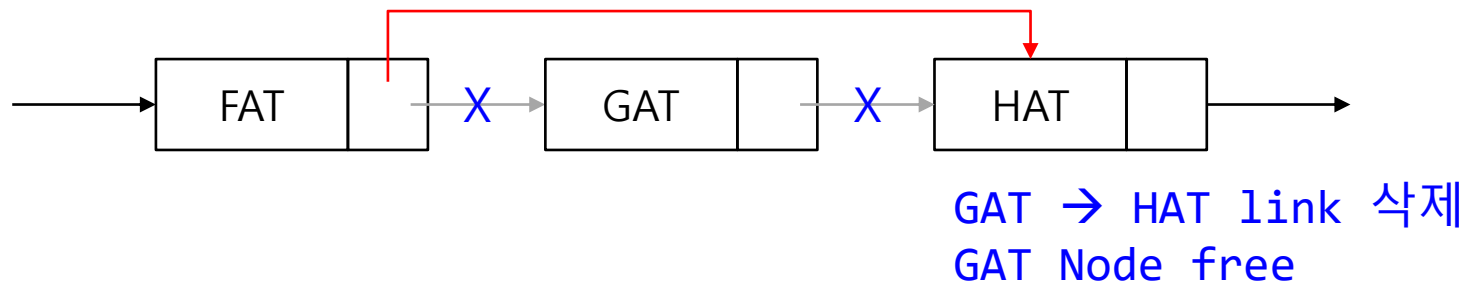 FAT X GAT X HAT
GAT → HAT link 삭제
GAT Node free